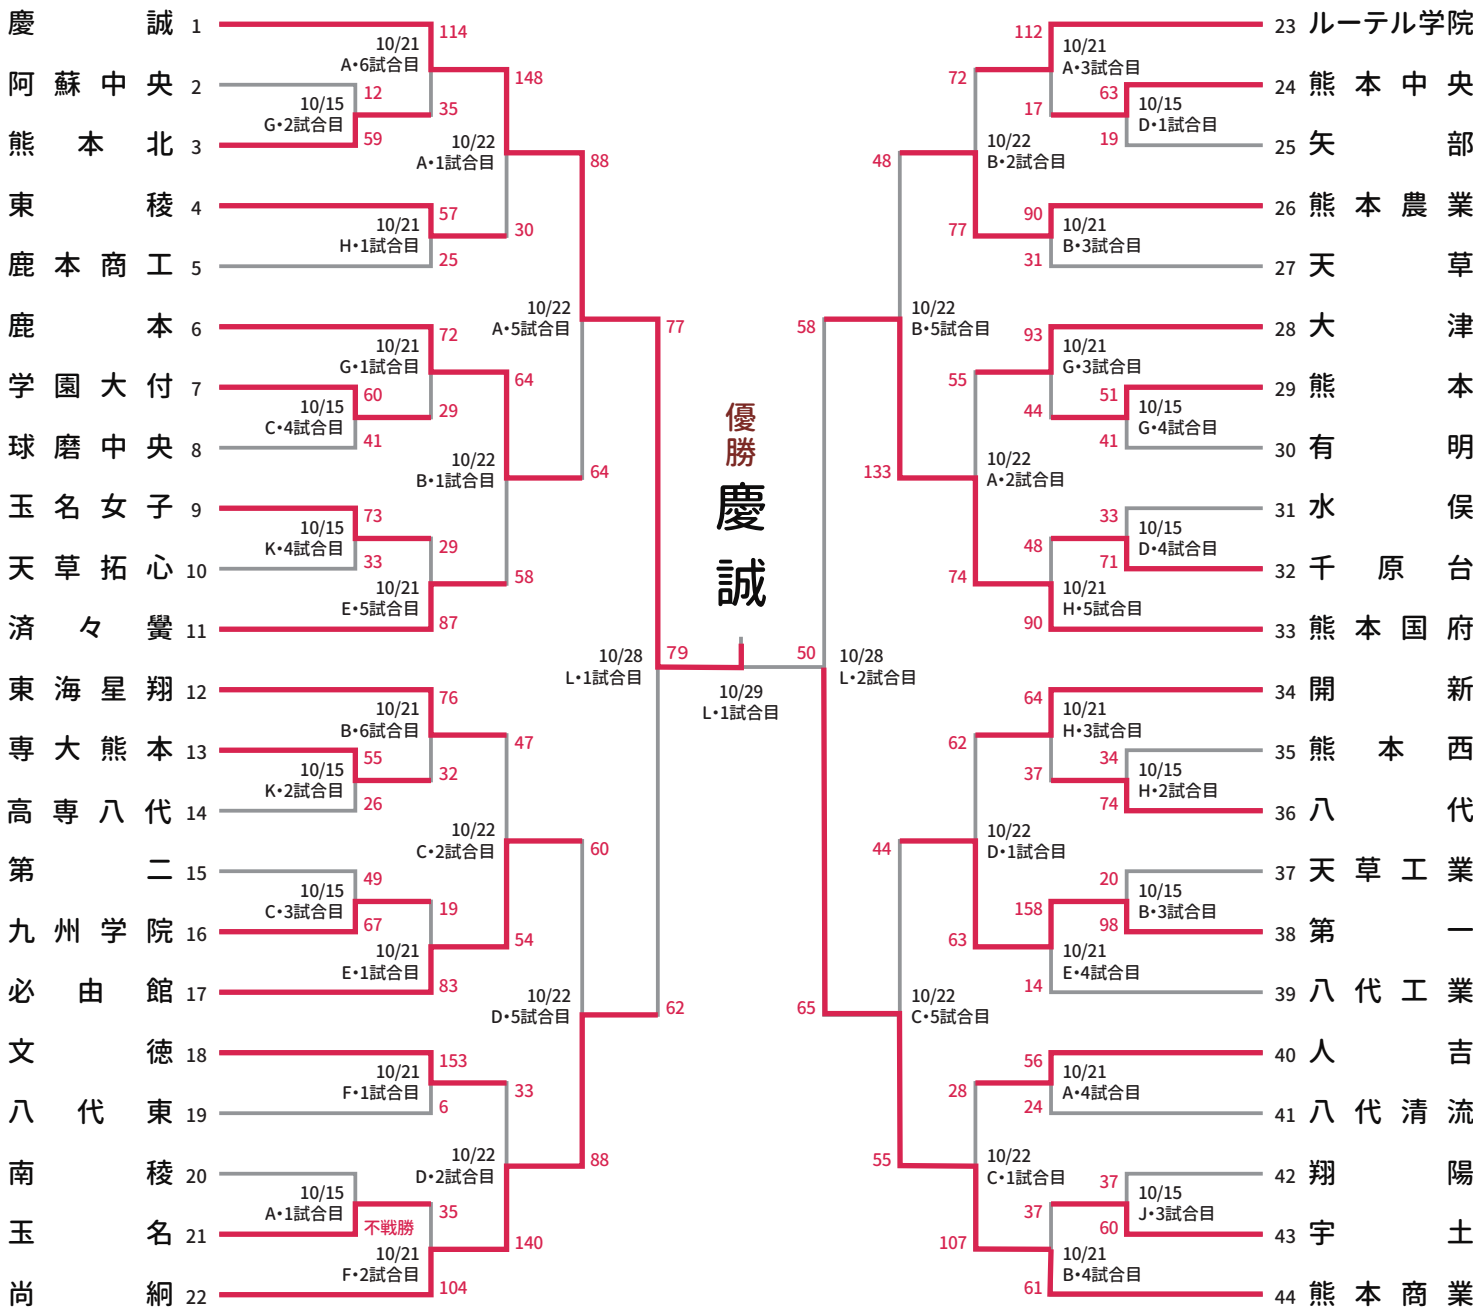 慶誠 1
阿蘇中央 2
熊本北 3
東稜 4
鹿本商工 5
鹿本 6
学園大付 7
球磨中央 8
玉名女子 9
天草拓心 10
済々黌 11
東海星翔 12
専大熊本 13
高専八代 14
第二 15
九州学院 16
必由館 17
文徳 18
八代東 19
南稜 20
玉名 21
尚絅 22
10/15
G・2試合目
12
59
10/15
C・4試合目
60
41
10/15
K・4試合目
73
33
10/15
K・2試合目
55
26
10/15
C・3試合目
49
67
10/15
A・1試合目
不戦勝
10/21
A・6試合目
114
35
10/21
H・1試合目
57
25
10/21
G・1試合目
72
29
10/21
E・5試合目
29
87
10/21
B・6試合目
76
32
10/21
E・1試合目
19
83
10/21
F・1試合目
153
6
10/21
F・2試合目
35
104
10/22
A・1試合目
148
30
10/22
B・1試合目
64
58
10/22
C・2試合目
47
54
10/22
D・2試合目
33
140
10/22
A・5試合目
88
64
10/22
D・5試合目
60
88
10/28
L・1試合目
77
62
優勝
慶誠
79
50
10/29
L・1試合目
10/28
L・2試合目
58
65
10/22
B・5試合目
48
133
10/22
C・5試合目
44
55
10/22
B・2試合目
72
77
10/22
A・2試合目
55
74
10/22
D・1試合目
62
63
10/22
C・1試合目
28
107
10/21
A・3試合目
112
17
10/21
B・3試合目
90
31
10/21
G・3試合目
93
44
10/21
H・5試合目
48
90
10/21
H・3試合目
64
37
10/21
E・4試合目
158
14
10/21
A・4試合目
56
24
10/21
B・4試合目
37
61
10/15
D・1試合目
63
19
10/15
G・4試合目
51
41
10/15
D・4試合目
33
71
10/15
H・2試合目
34
74
10/15
B・3試合目
20
98
10/15
J・3試合目
37
60
23 ルーテル学院
24 熊本中央
25 矢部
26 熊本農業
27 天草
28 大津
29 熊本
30 有明
31 水俣
32 千原台
33 熊本国府
34 開新
35 熊本西
36 八代
37 天草工業
38 第一
39 八代工業
40 人吉
41 八代清流
42 翔陽
43 宇土
44 熊本商業